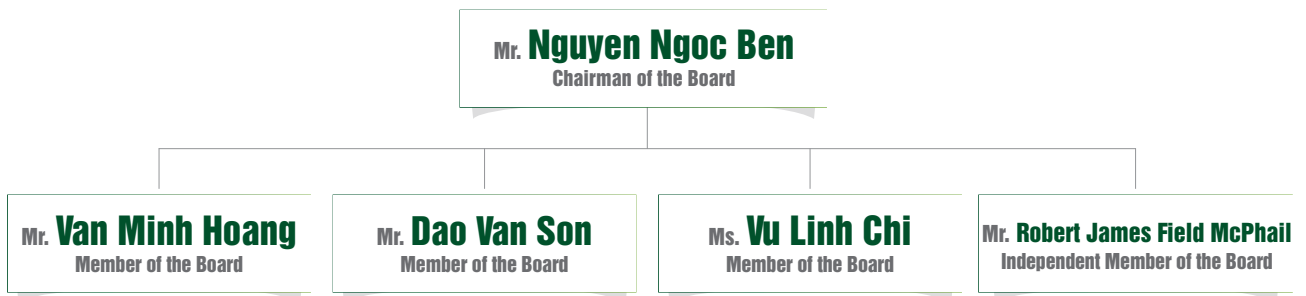 Mr. Nguyen Ngoc Ben
Chairman of the Board
Mr. Van Minh Hoang
Member of the Board
Mr. Dao Van Son
Member of the Board
Ms. Vu Linh Chi
Member of the Board
Mr. Robert James Field McPhail
Independent Member of the Board